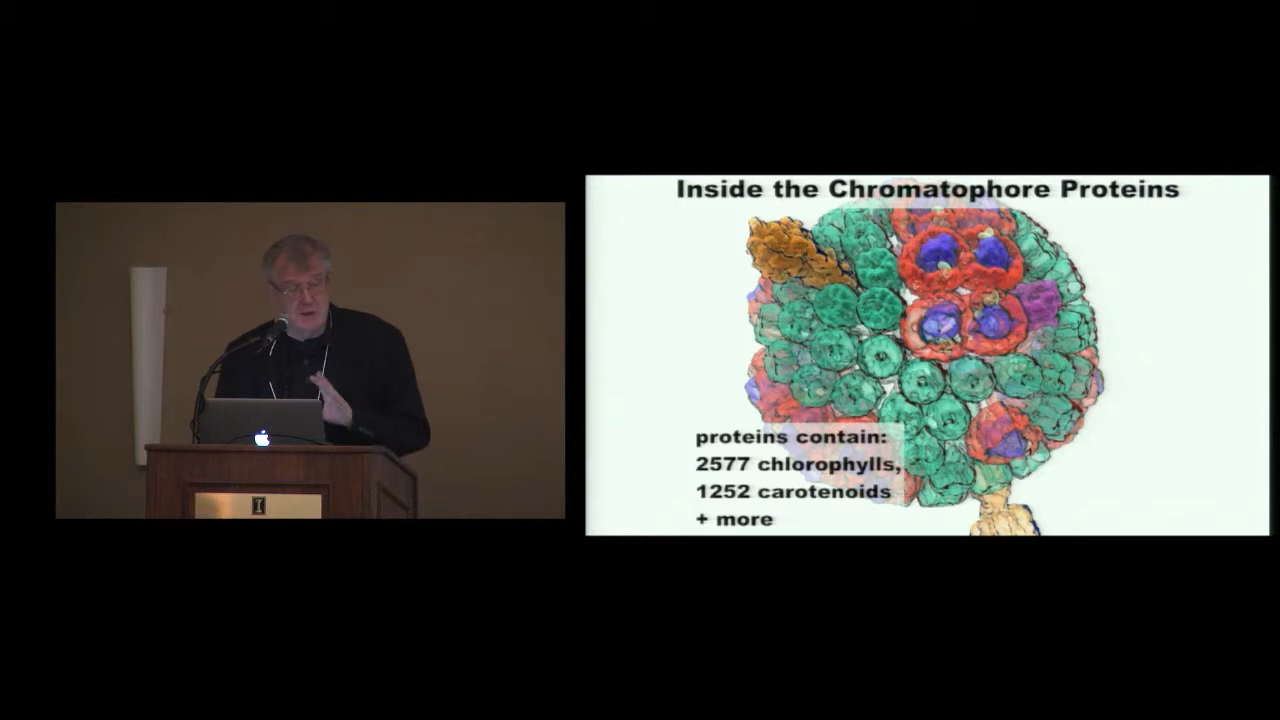 Inside the Chromatophore Proteins
proteins contain:
2577 chlorophylls,
1252 carotenoids
+ more
I